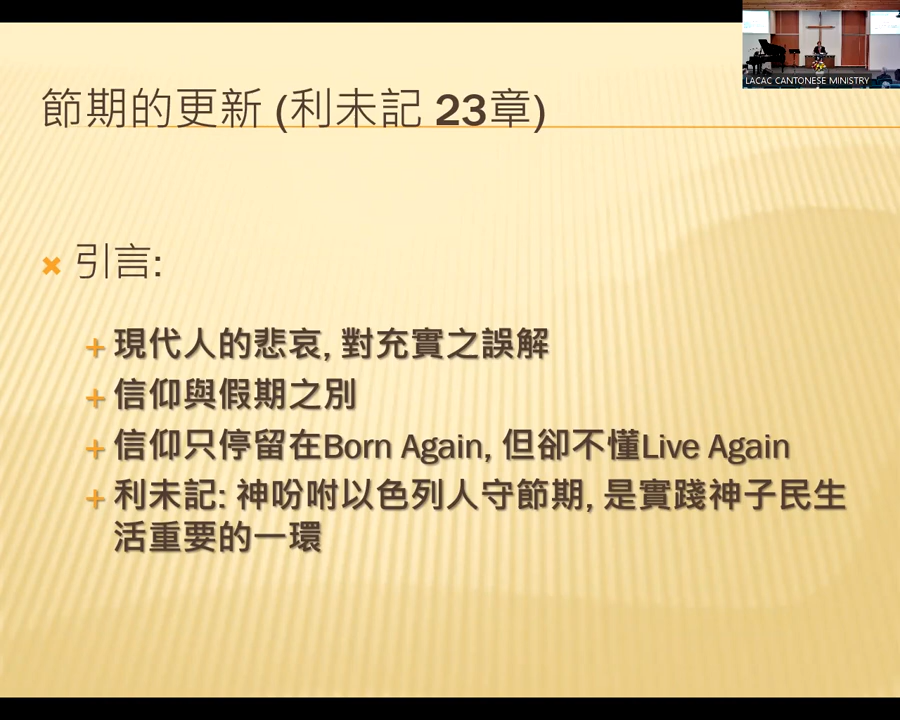 LACAC CANTONESE MINISTRY
節期的更新 (利未記 23章)
引言:
現代人的悲哀, 對充實之誤解
信仰與假期之別
信仰只停留在Born Again, 但卻不懂Live Again
利未記: 神吩咐以色列人守節期, 是實踐神子民生
活重要的一環